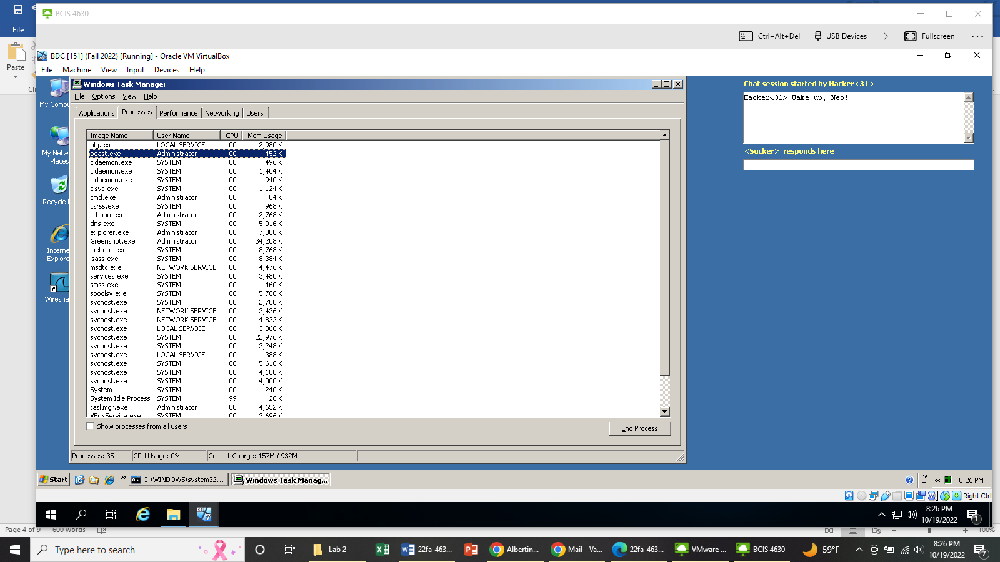 BCIS 4630
File
Ctrl+Alt+Del
USB Devices
Fullscreen
Paste
BDC [151] (Fall 2022) [Running] - Oracle VM VirtualBox
File Machine View Input Devices Help
Windows Task Manager
File Options View Help
Applications Processes Performance Networking Users
Image Name User Name CPU Mem Usage
alg.exe LOCAL SERVICE 00 2,980 K
beast.exe Administrator 00 452 K
cidaemon.exe SYSTEM 00 496 K
cidaemon.exe SYSTEM 00 1,404 K
cidaemon.exe SYSTEM 00 940 K
cisvc.exe SYSTEM 00 1,124 K
cmd.exe Administrator 00 84 K
csrss.exe SYSTEM 00 968 K
ctfmon.exe Administrator 00 2,768 K
dns.exe SYSTEM 00 5,016 K
explorer.exe Administrator 00 7,808 K
Greenshot.exe Administrator 00 34,208 K
inetinfo.exe SYSTEM 00 8,768 K
lsass.exe SYSTEM 00 8,384 K
msdtc.exe NETWORK SERVICE 00 4,476 K
services.exe SYSTEM 00 3,480 K
smss.exe SYSTEM 00 460 K
spoolsv.exe SYSTEM 00 5,788 K
svchost.exe SYSTEM 00 2,780 K
svchost.exe NETWORK SERVICE 00 3,436 K
svchost.exe NETWORK SERVICE 00 4,832 K
svchost.exe LOCAL SERVICE 00 3,368 K
svchost.exe SYSTEM 00 22,976 K
svchost.exe SYSTEM 00 2,248 K
svchost.exe LOCAL SERVICE 00 1,388 K
svchost.exe SYSTEM 00 5,616 K
svchost.exe SYSTEM 00 4,108 K
svchost.exe SYSTEM 00 4,000 K
System SYSTEM 00 240 K
System Idle Process SYSTEM 99 28 K
taskmgr.exe Administrator 00 4,652 K
VBoxService.exe SYSTEM 00 3,696 K
Show processes from all users
End Process
Processes: 35 CPU Usage: 0% Commit Charge: 157M / 932M
My Compu
My Netw
Places
Recycle
Interne
Explore
Wiresha
Chat session started by Hacker<31>
Hacker<31> Wake up, Neo!
<Sucker> responds here
Start
C:\WINDOWS\system32...
Windows Task Manag...
8:26 PM
Right Ctrl
8:26 PM
10/19/2022
1
Page 4 of 9 600 words
100%
Type here to search
Lab 2
22fa-463...
Albertin...
Mail - Va...
22fa-463...
VMware ...
BCIS 4630
59°F
8:26 PM
10/19/2022
7